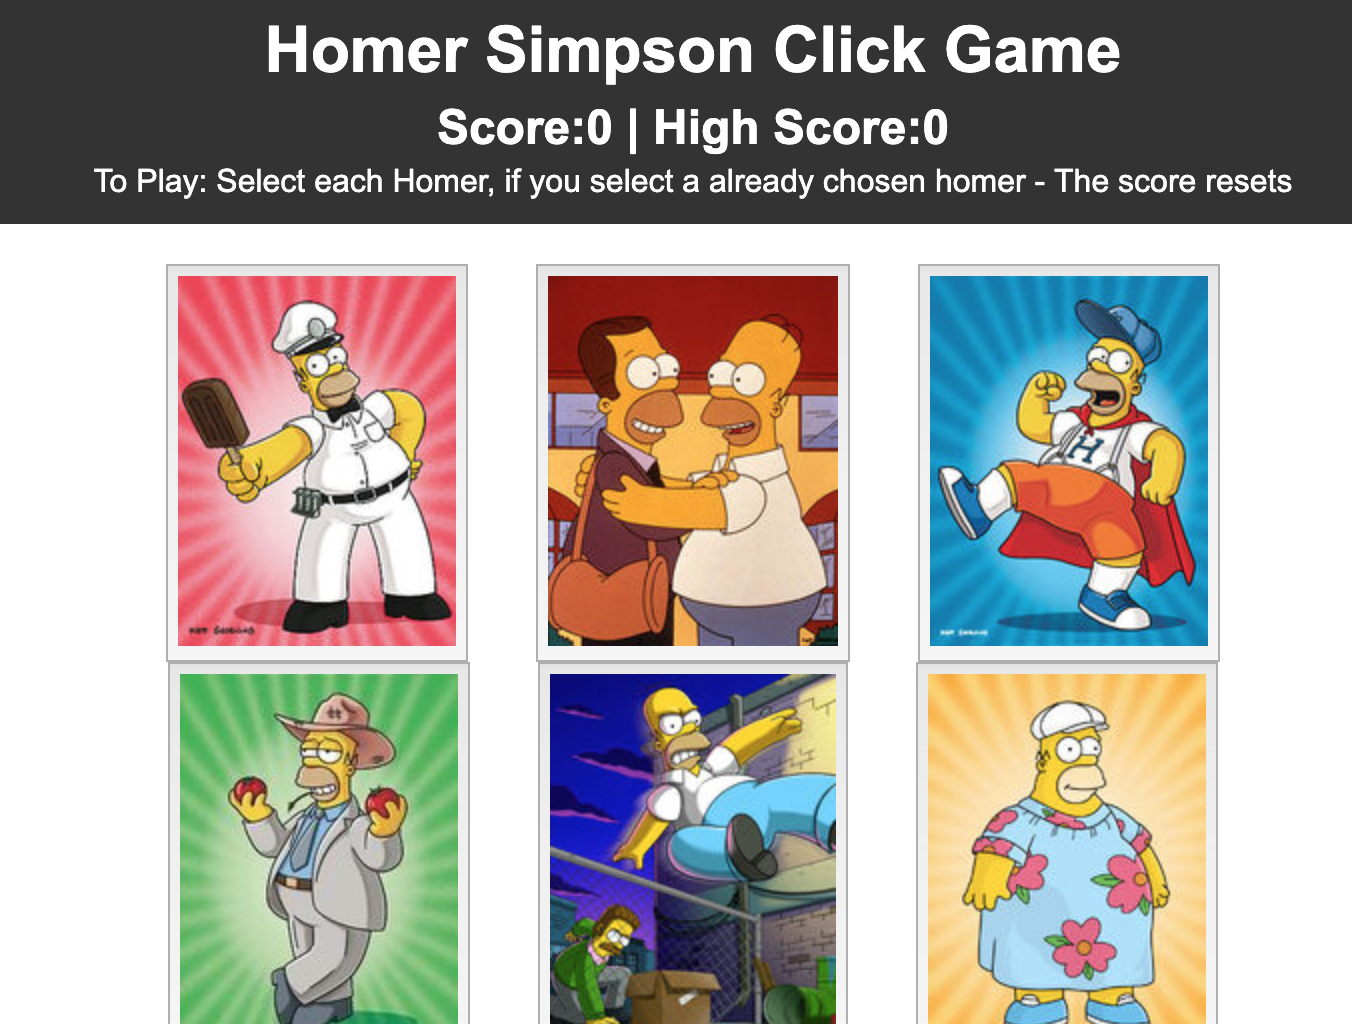 Homer Simpson Click Game
Score:0 | High Score:0
To Play: Select each Homer, if you select a already chosen homer - The score resets
H